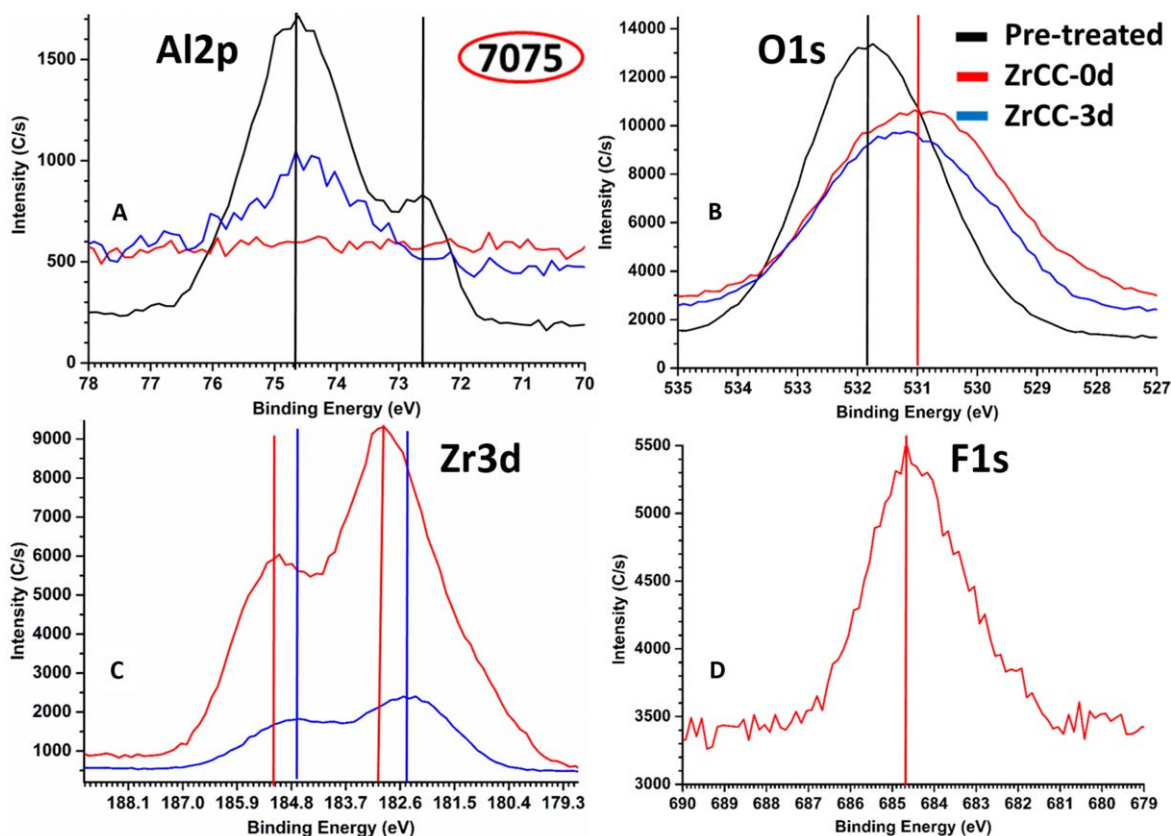 Al2p
7075
A
Intensity (C/s)
1500
1000
500
0
78 77 76 75 74 73 72 71 70
Binding Energy (eV)
O1s
Pre-treated
ZrCC-0d
ZrCC-3d
B
Intensity (C/s)
14000
12000
10000
8000
6000
4000
2000
0
535 534 533 532 531 530 529 528 527
Binding Energy (eV)
Zr3d
C
Intensity (C/s)
9000
8000
7000
6000
5000
4000
3000
2000
1000
188.1 187.0 185.9 184.8 183.7 182.6 181.5 180.4 179.3
Binding Energy (eV)
F1s
D
Intensity (C/s)
5500
5000
4500
4000
3500
3000
690 688 687 686 685 684 682 681 680 679
Binding Energy (eV)